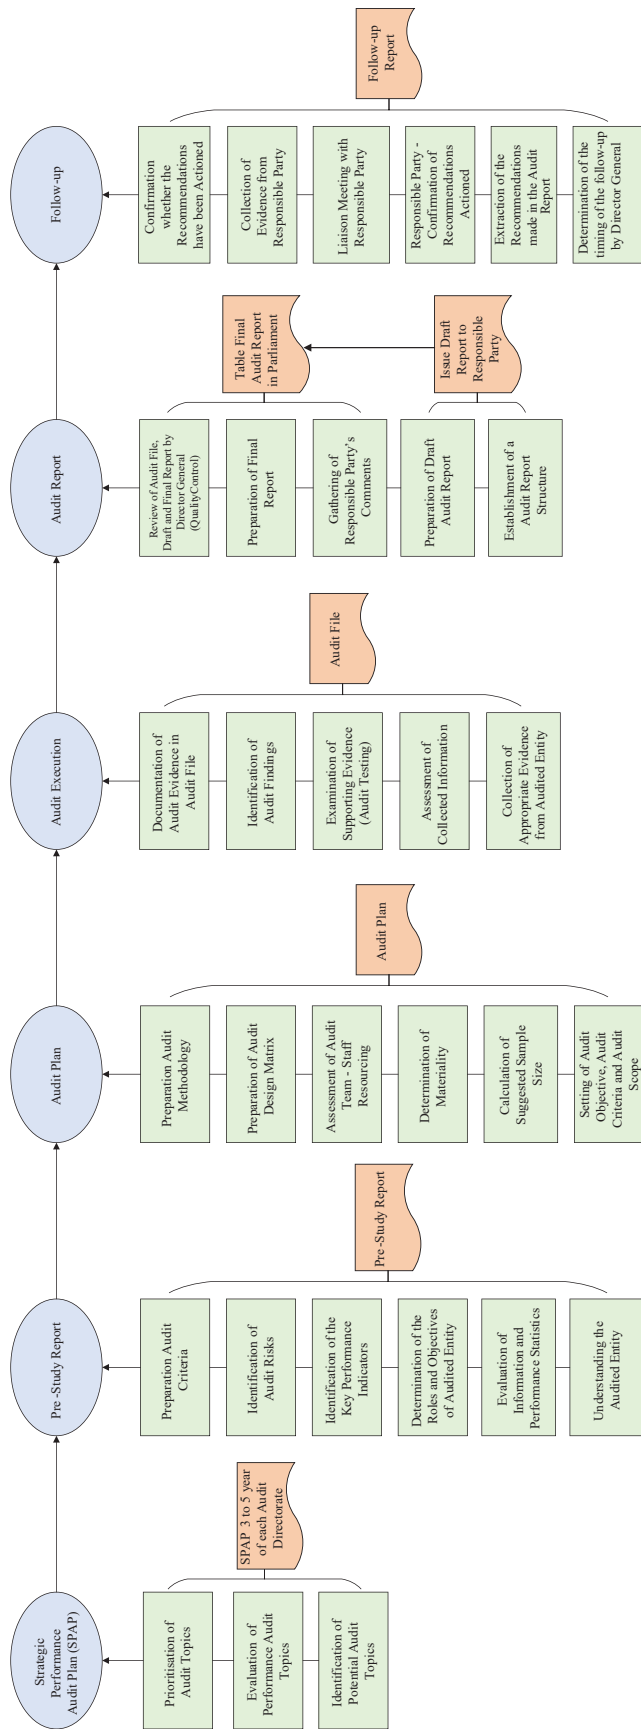 Strategic
Performance
Audit Plan (SPAP)
Prioritisation of
Audit Topics
Evaluation of
Performance Audit
Topics
Identification of
Potential Audit
Topics
SPAP 3 to 5 year
of each Audit
Directorate
Pre -Study Report
Preparation Audit
Criteria
Identification of
Audit Risks
Identification of the
Key Performance
Indicators
Determination of the
Roles and Objectives
of Audited Entity
Evaluation of
Information and
Performance Statistics
Understanding the
Audited Entity
Pre -Study Report
Audit Plan
Preparation Audit
Methodology
Preparation of Audit
Design Matrix
Assessment of Audit
Team - Staff
Resourcing
Determination of
Materiality
Calculation of
Suggested Sample
Size
Setting of Audit
Objective, Audit
Criteria and Audit
Scope
Audit Plan
Audit Execution
Documentation of
Audit Evidence in
Audit File
Identification of
Audit Findings
Examination of
Supporting Evidence
(Audit Testing)
Assessment of
Collected Information
Collection of
Appropriate Evidence
from Audited Entity
Audit File
Audit Report
Review of Audit File,
Draft and Final Report by
Director General
(QualityControl)
Preparation of Final
Report
Gathering of
Responsible Party's
Comments
Preparation of Draft
Audit Report
Establishment of a
Audit Report
Structure
Table Final
Audit Report
in Parliament
Issue Draft
Report to
Responsible
Party
Follow-up
Confirmation
whether the
Recommendations
have been Actioned
Collection of
Evidence from
Responsible Party
Liaison Meeting with
Responsible Party
Responsible Party -
Confirmation of
Recommendations
Actioned
Extraction of the
Recommendations
made in the Audit
Report
Determination of the
timing of the follow-up
by Director General
Follow-up
Report